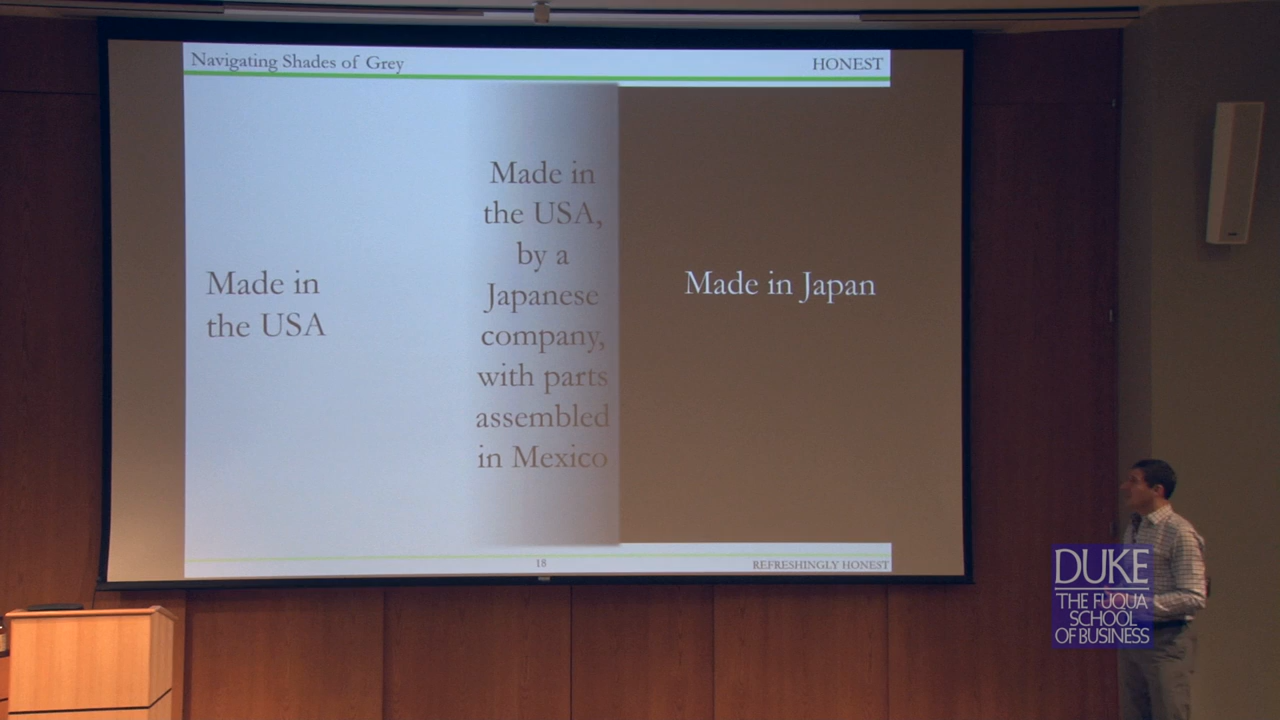 Navigating Shades of Grey
HONEST
Made in
the USA
Made in
the USA,
by a
Japanese
company,
with parts
assembled
in Mexico
Made in Japan
18
REFRESHINGLY HONEST
DUKE
THE FUQUA
SCHOOL
OF BUSINESS